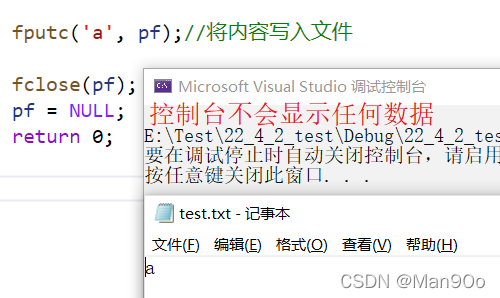 fputc('a', pf);//将内容写入文件
fclose(pf);
pf = NULL;
return 0;
Microsoft Visual Studio 调试控制台
控制台不会显示任何数据
E:\Test\22_4_2_test\Debug\22_4_2_tes
要在调试停止时自动关闭控制台，请启用
按任意键关闭此窗口. . .
test.txt - 记事本
文件(F) 编辑(E) 格式(O) 查看(V) 帮助(H)
a
CSDN @Man9Oo